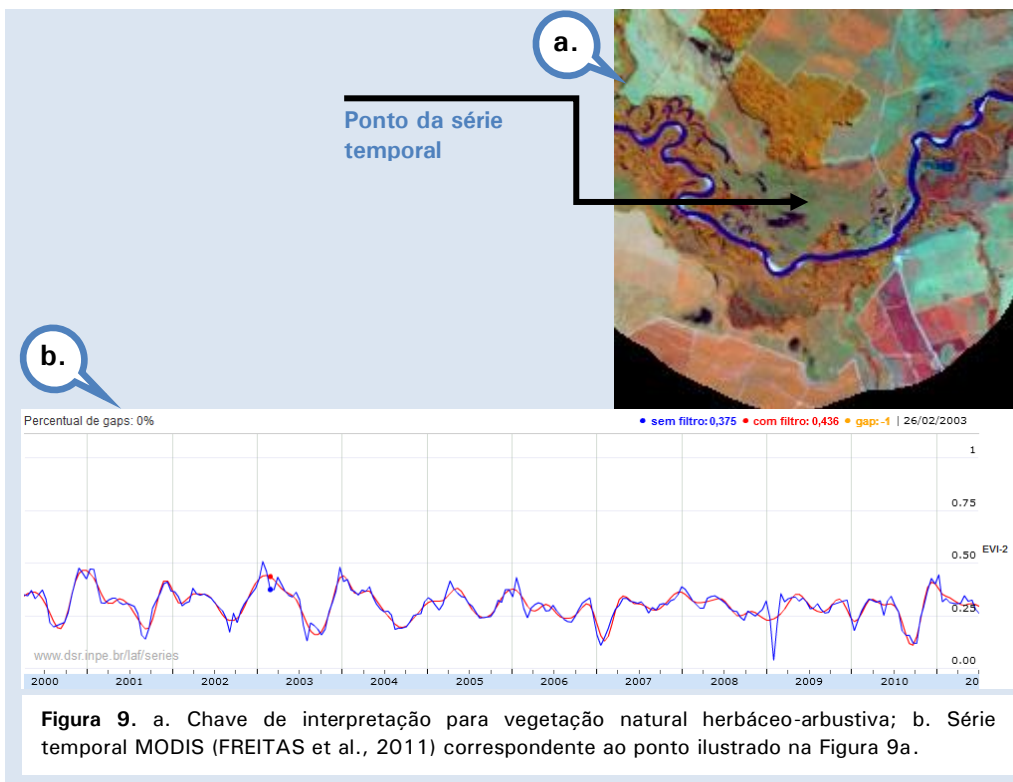 a.
Ponto da série
temporal
b.
Percentual de gaps: 0%
● sem filtro: 0,375 ● com filtro: 0,436 ● gap: -1 | 26/02/2003
1
0.75
0.50 EVI-2
0.25
0.00
www.dsr.inpe.br/laf/series
2000 2001 2002 2003 2004 2005 2006 2007 2008 2009 2010 20
Figura 9. a. Chave de interpretação para vegetação natural herbáceo-arbustiva; b. Série
temporal MODIS (FREITAS et al., 2011) correspondente ao ponto ilustrado na Figura 9a.